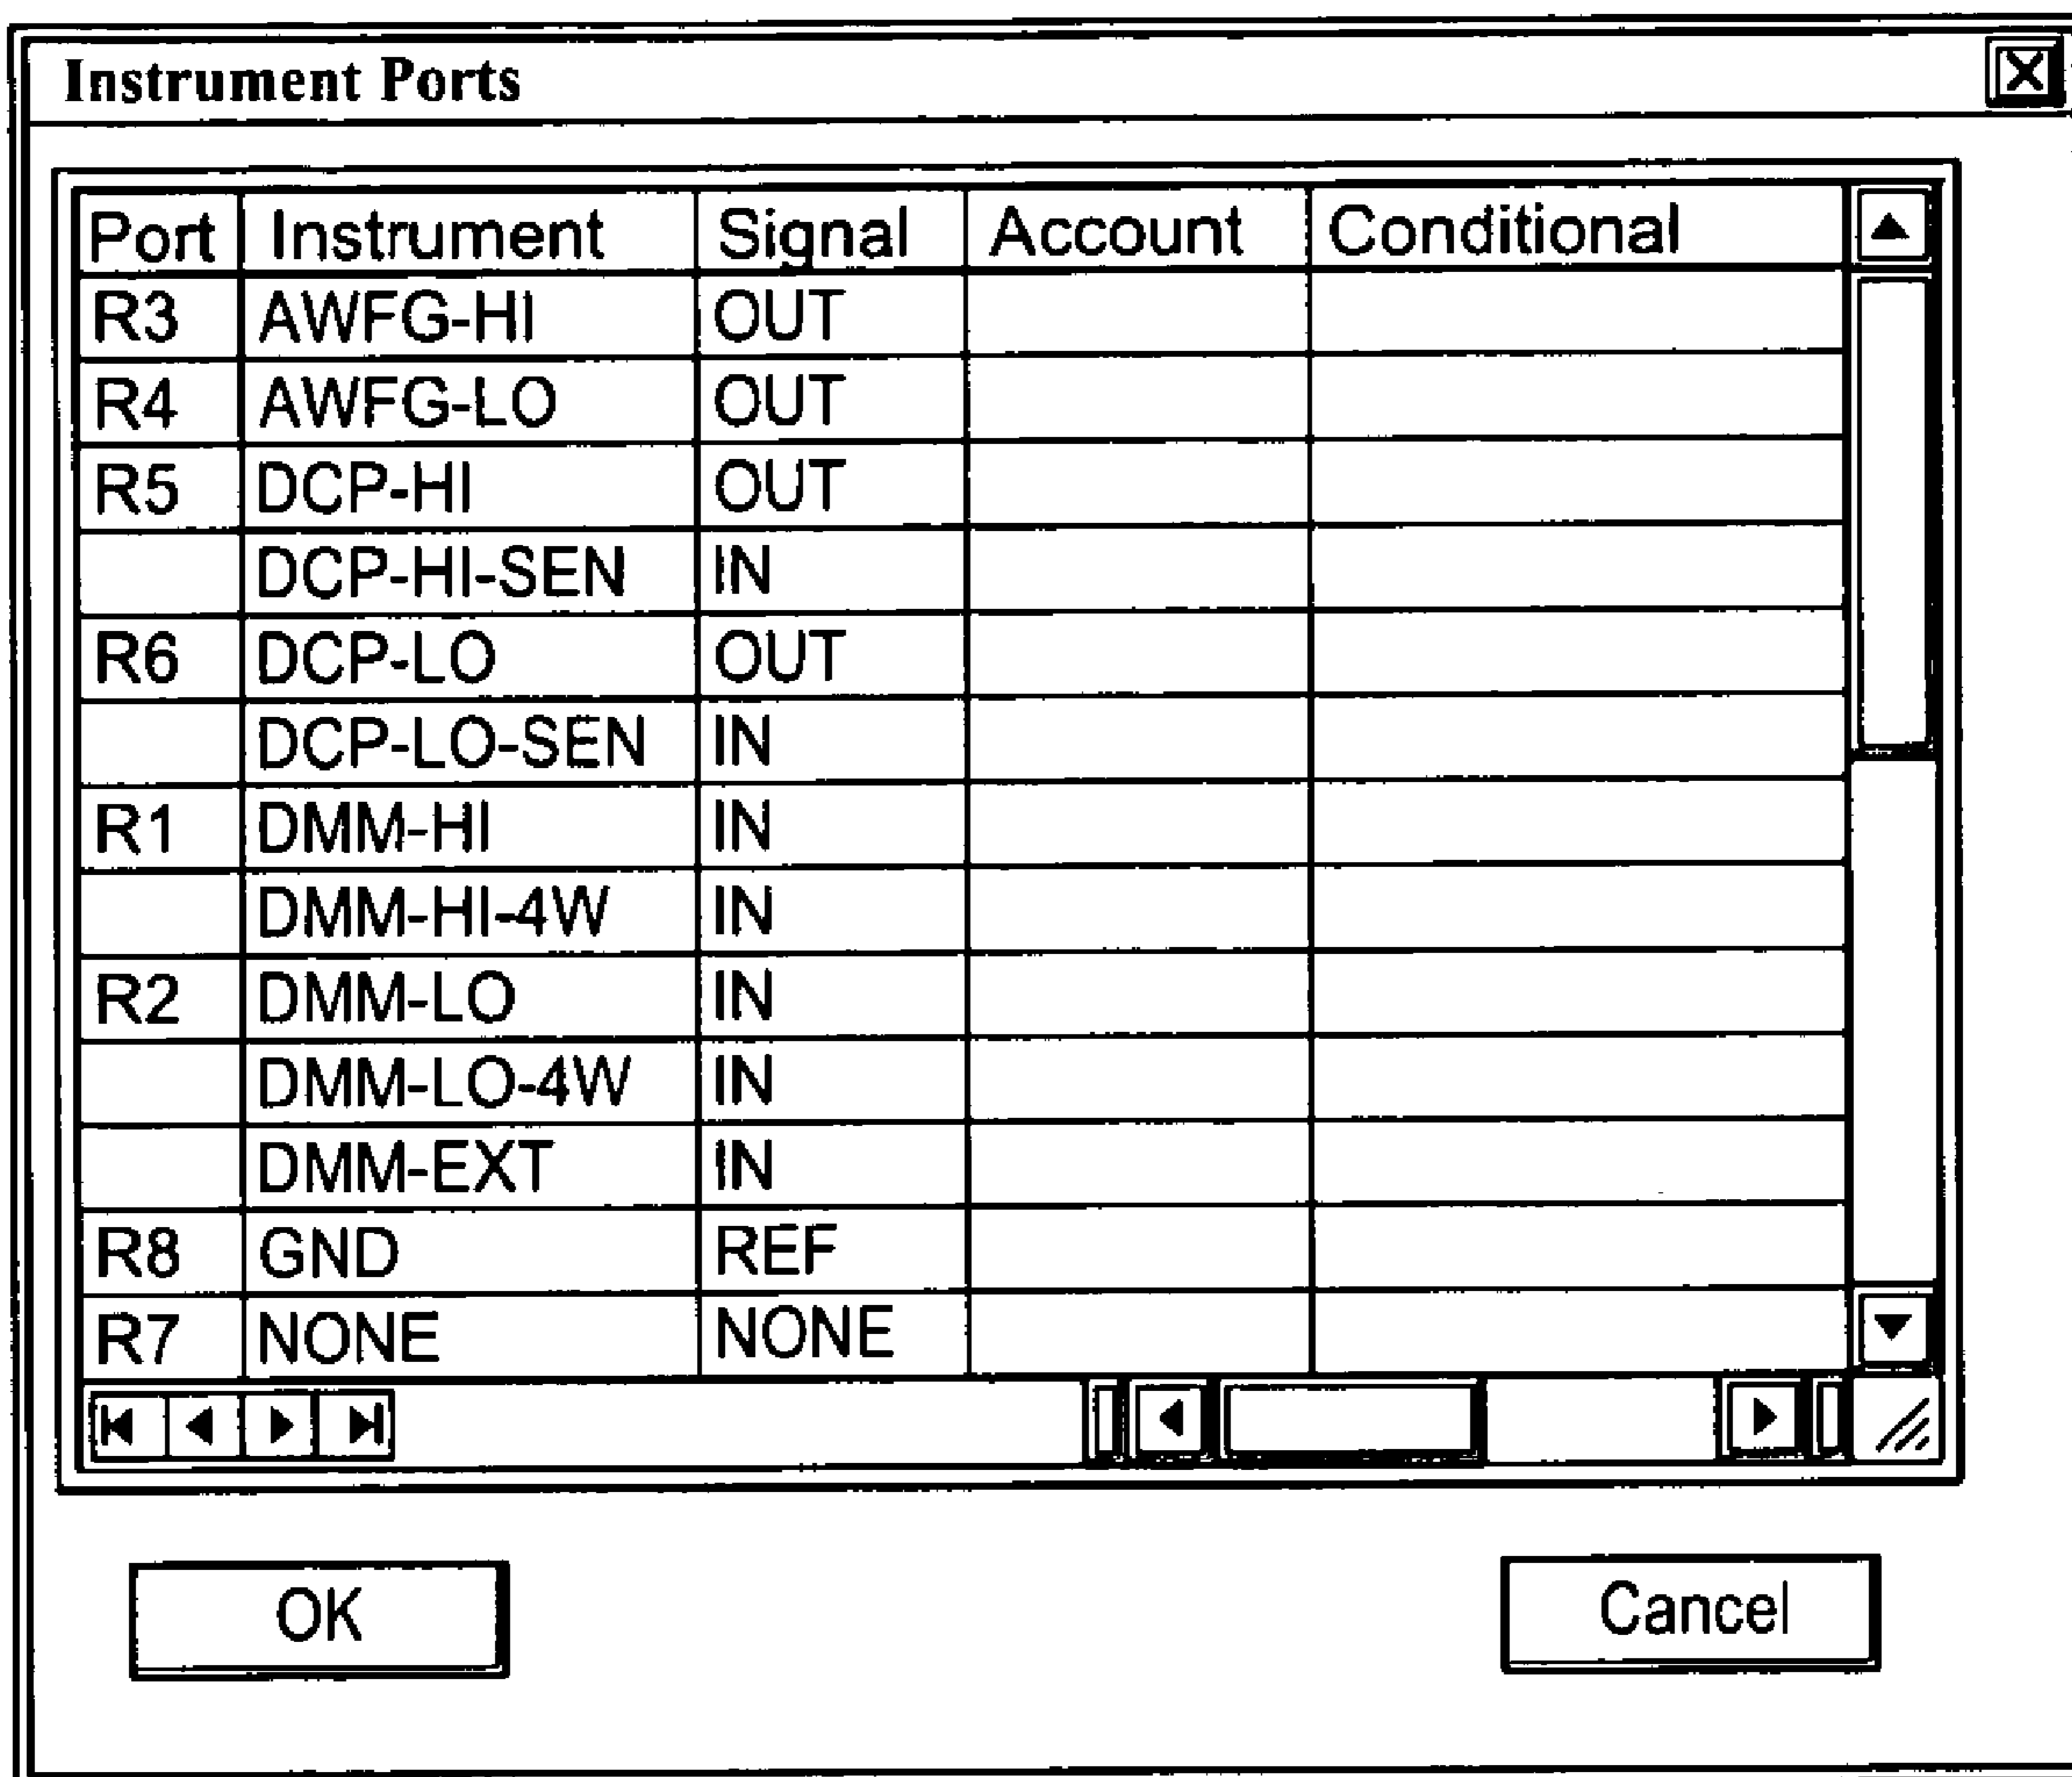 Instrument Ports
Port Instrument Signal Account Conditional
R3 AWFG-HI OUT
R4 AWFG-LO OUT
R5 DCP-HI OUT
DCP-HI-SEN IN
R6 DCP-LO OUT
DCP-LO-SEN IN
R1 DMM-HI IN
DMM-HI-4W IN
R2 DMM-LO IN
DMM-LO-4W IN
DMM-EXT IN
R8 GND REF
R7 NONE NONE
OK Cancel